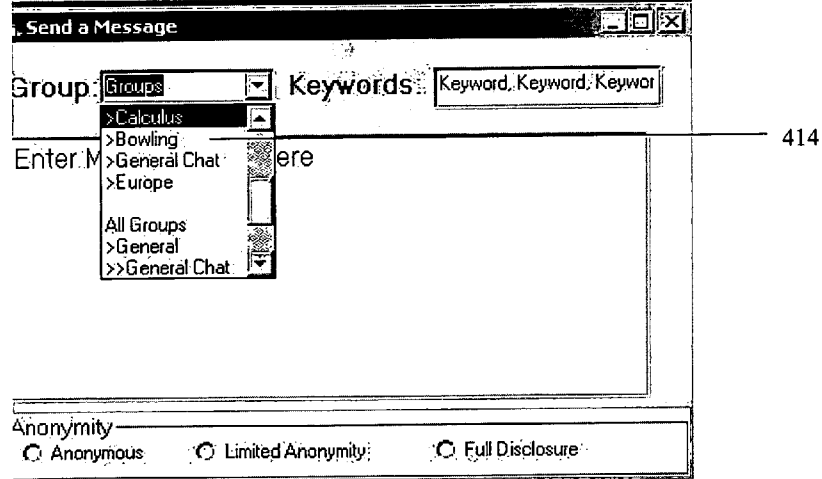 . Send a Message
Group: Groups Keywords: Keyword, Keyword, Keywor
>Calculus
>Bowling
414
Enter M ere
>General Chat
>Europe
All Groups
>General
>>General Chat
Anonymity
Anonymous Limited Anonymity Full Disclosure